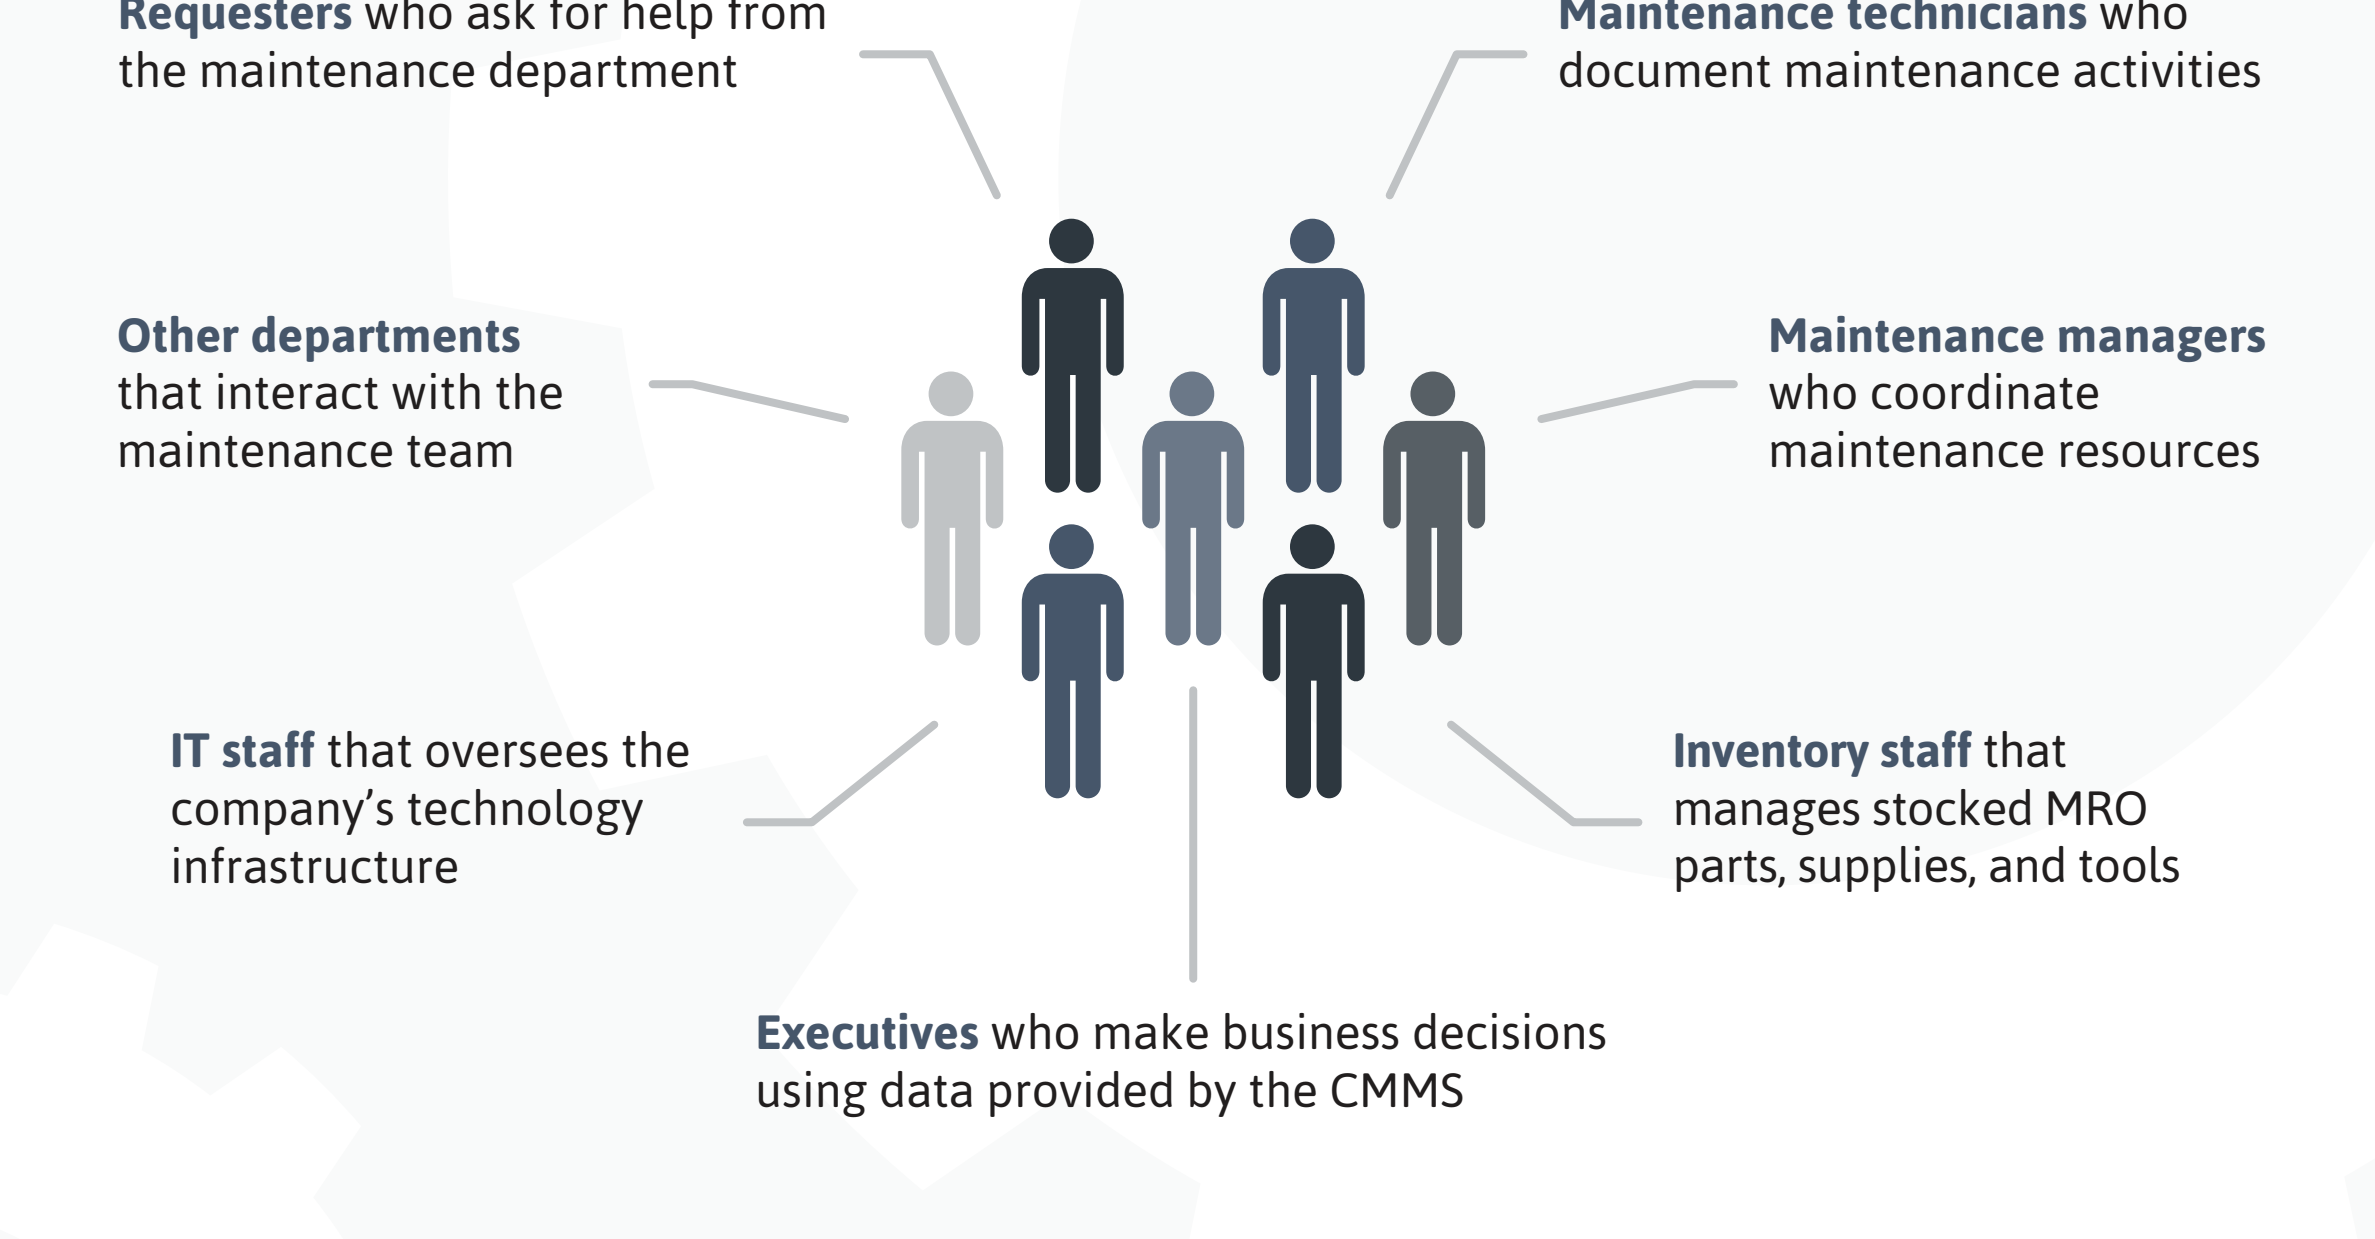 Requesters who ask for help from
the maintenance department
Maintenance technicians who
document maintenance activities
Other departments
that interact with the
maintenance team
Maintenance managers
who coordinate
maintenance resources
IT staff that oversees the
company’s technology
infrastructure
Inventory staff that
manages stocked MRO
parts, supplies, and tools
Executives who make business decisions
using data provided by the CMMS